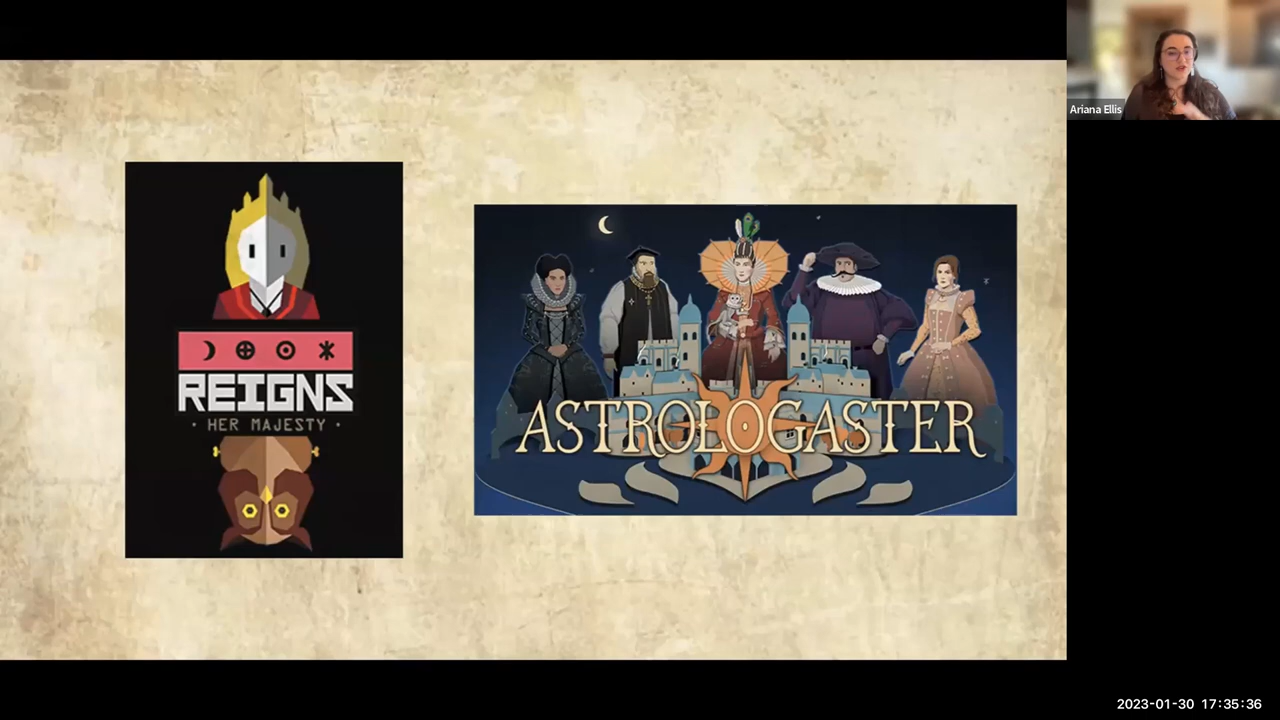 Ariana Ellis
REIGNS
· HER MAJESTY ·
ASTROLOGASTER
2023-01-30 17:35:36